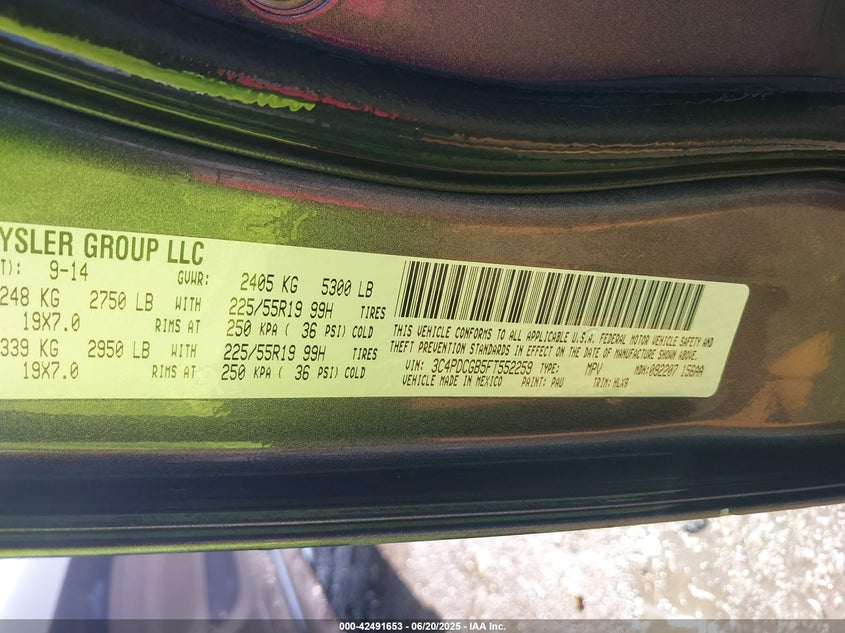 YSLER GROUP LLC
T): 9-14 GVWR: 2405 KG 5300 LB
248 KG 2750 LB WITH 225/55R19 99H TIRES
19X7.0 RIMS AT 250 KPA ( 36 PSI) COLD
339 KG 2950 LB WITH 225/55R19 99H TIRES
19X7.0 RIMS AT 250 KPA ( 36 PSI) COLD
THIS VEHICLE CONFORMS TO ALL APPLICABLE U.S.A. FEDERAL MOTOR VEHICLE SAFETY AND
THEFT PREVENTION STANDARDS IN EFFECT ON THE DATE OF MANUFACTURE SHOWN ABOVE.
VIN: 3C4PDCGB5FT552259 TYPE: MPV MDH:092207 156AA
VEHICLE MADE IN MEXICO PAINT: PAU TRIM: HLX9
000-42491653 | 06/20/2025 | IAA Inc.